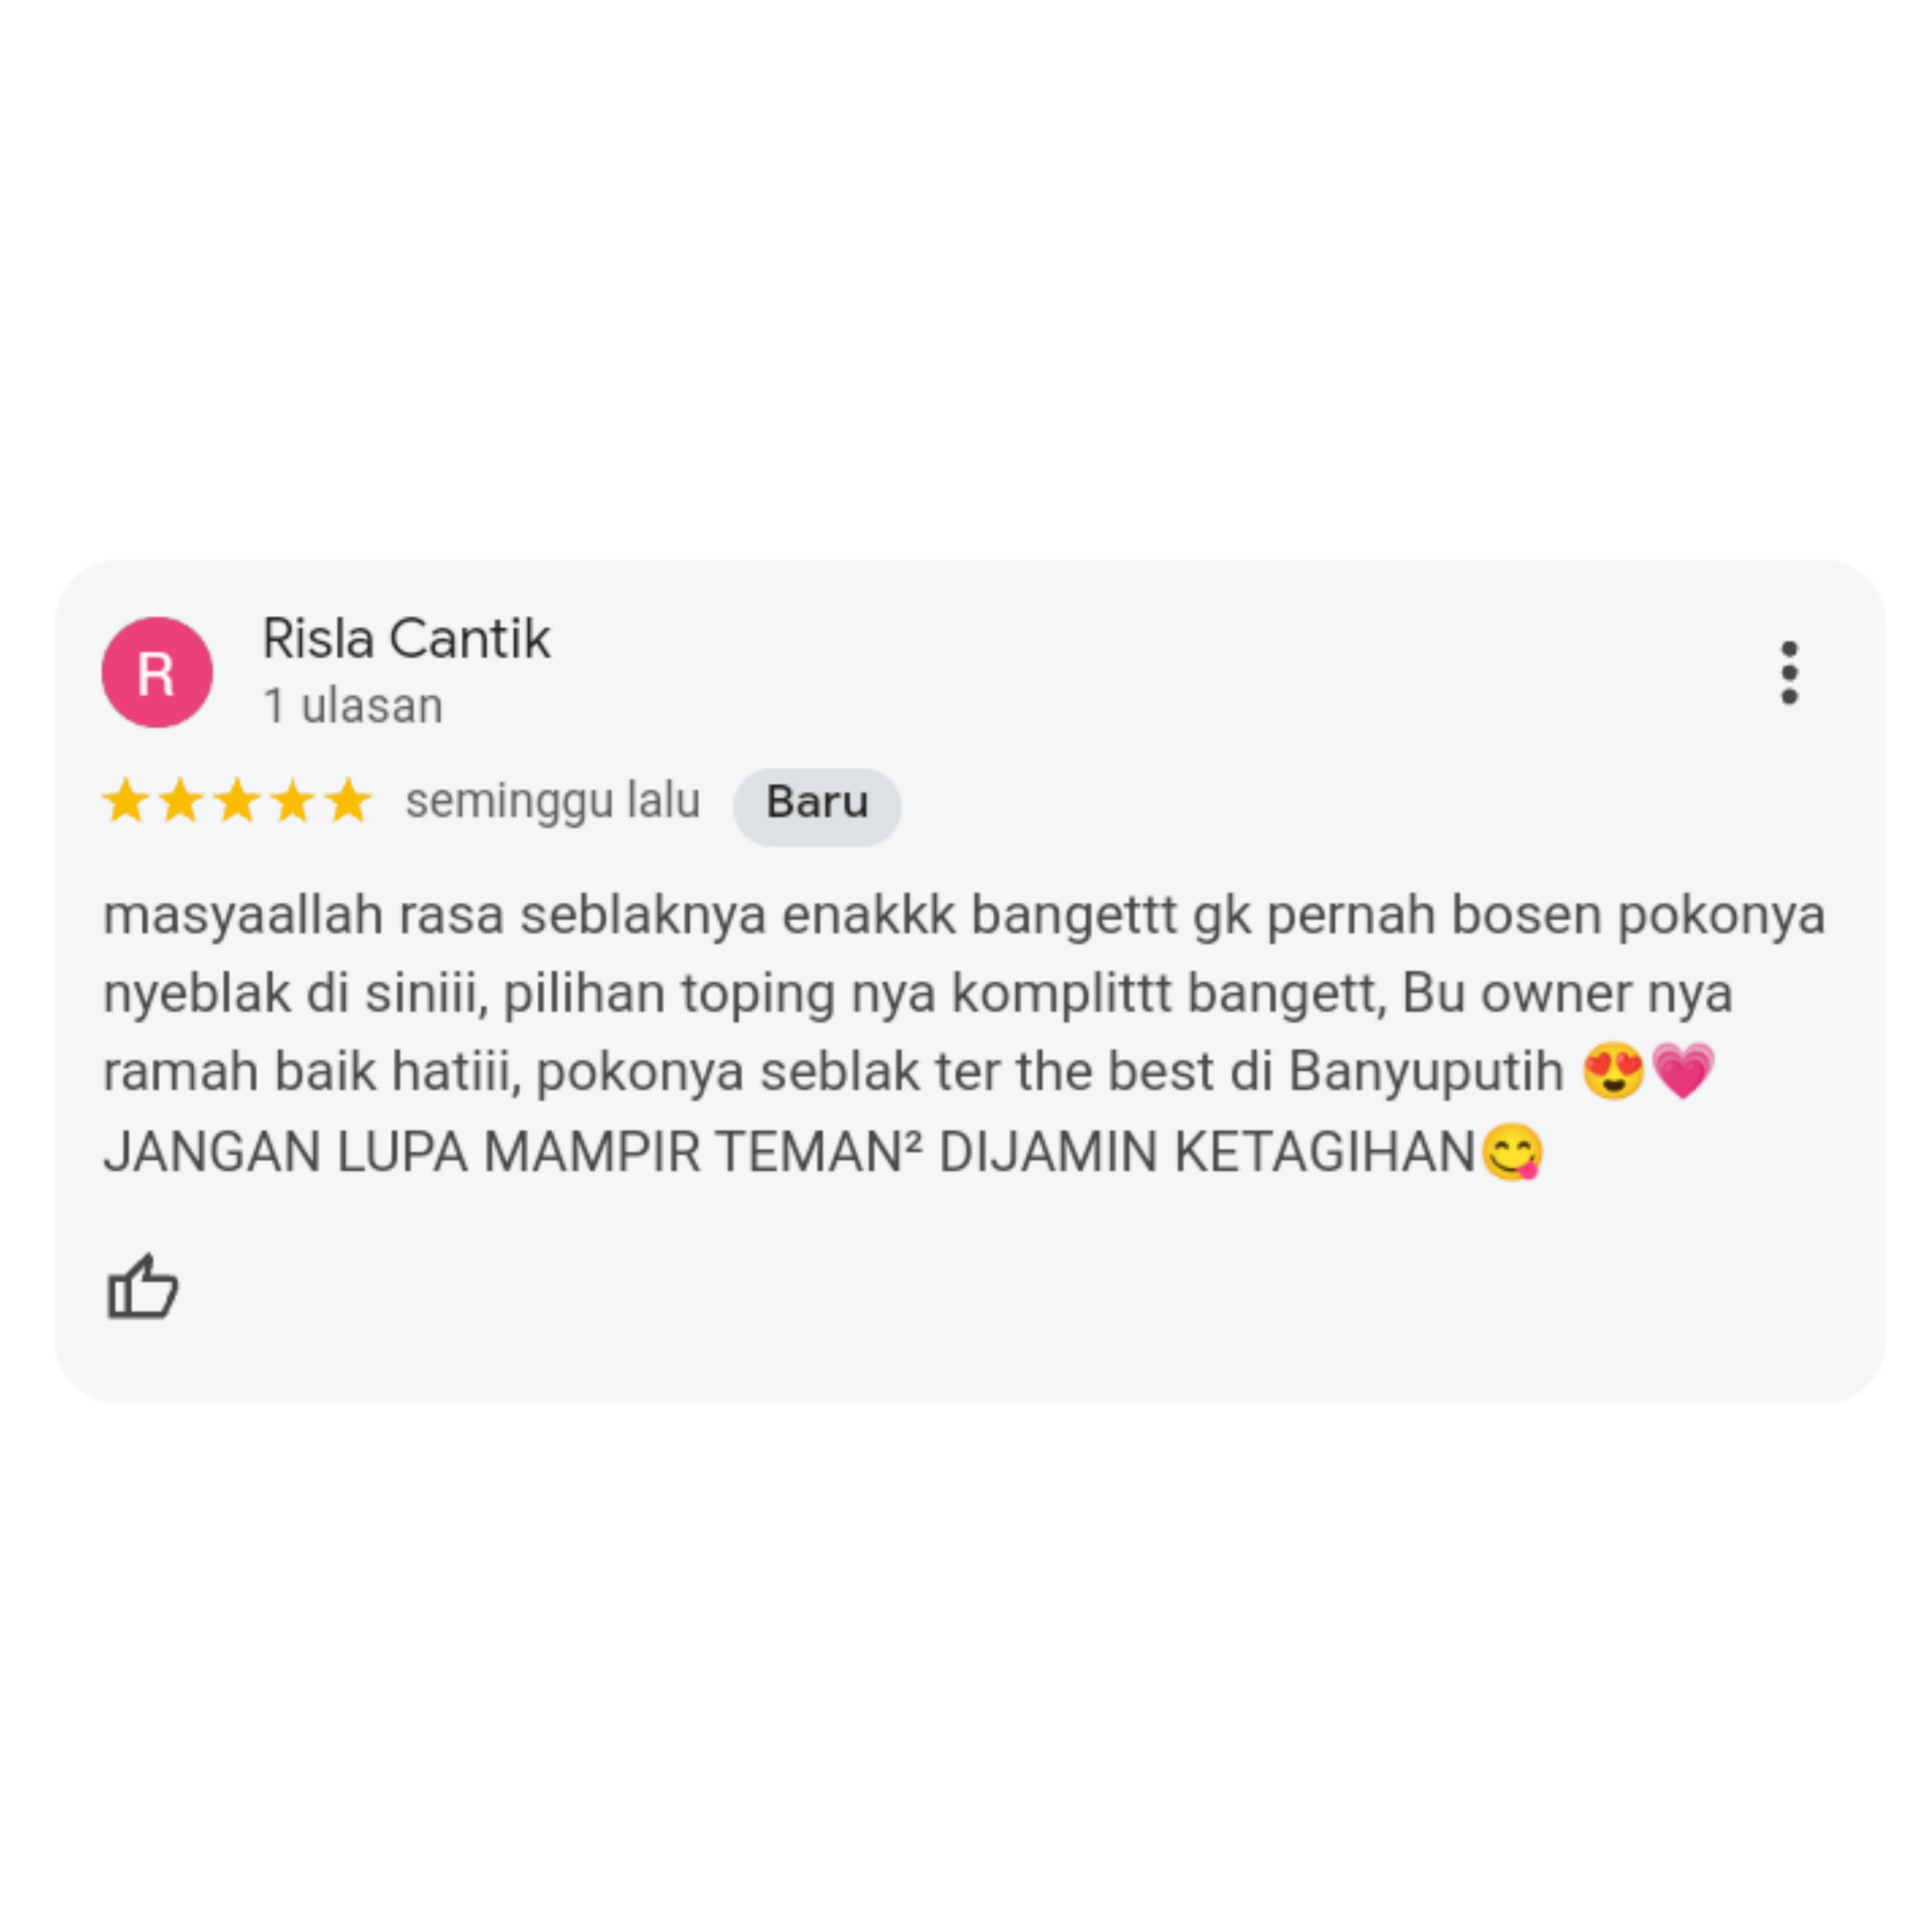 R
Risla Cantik
1 ulasan
seminggu lalu Baru
masyaallah rasa seblaknya enakkk bangettt gk pernah bosen pokonya
nyeblak di siniii, pilihan toping nya komplittt bangett, Bu owner nya
ramah baik hatiii, pokonya seblak ter the best di Banyuputih 😍💗
JANGAN LUPA MAMPIR TEMAN² DIJAMIN KETAGIHAN😋